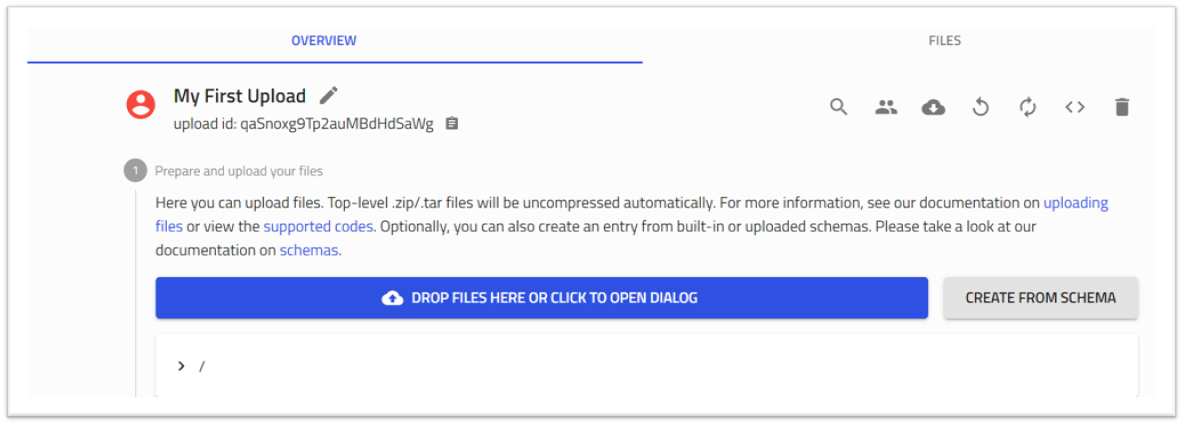 OVERVIEW
FILES
My First Upload
upload id: qaSnoxg9Tp2auMBdHdSaWg
1 Prepare and upload your files
Here you can upload files. Top-level .zip/.tar files will be uncompressed automatically. For more information, see our documentation on uploading
files or view the supported codes. Optionally, you can also create an entry from built-in or uploaded schemas. Please take a look at our
documentation on schemas.
DROP FILES HERE OR CLICK TO OPEN DIALOG
CREATE FROM SCHEMA
/